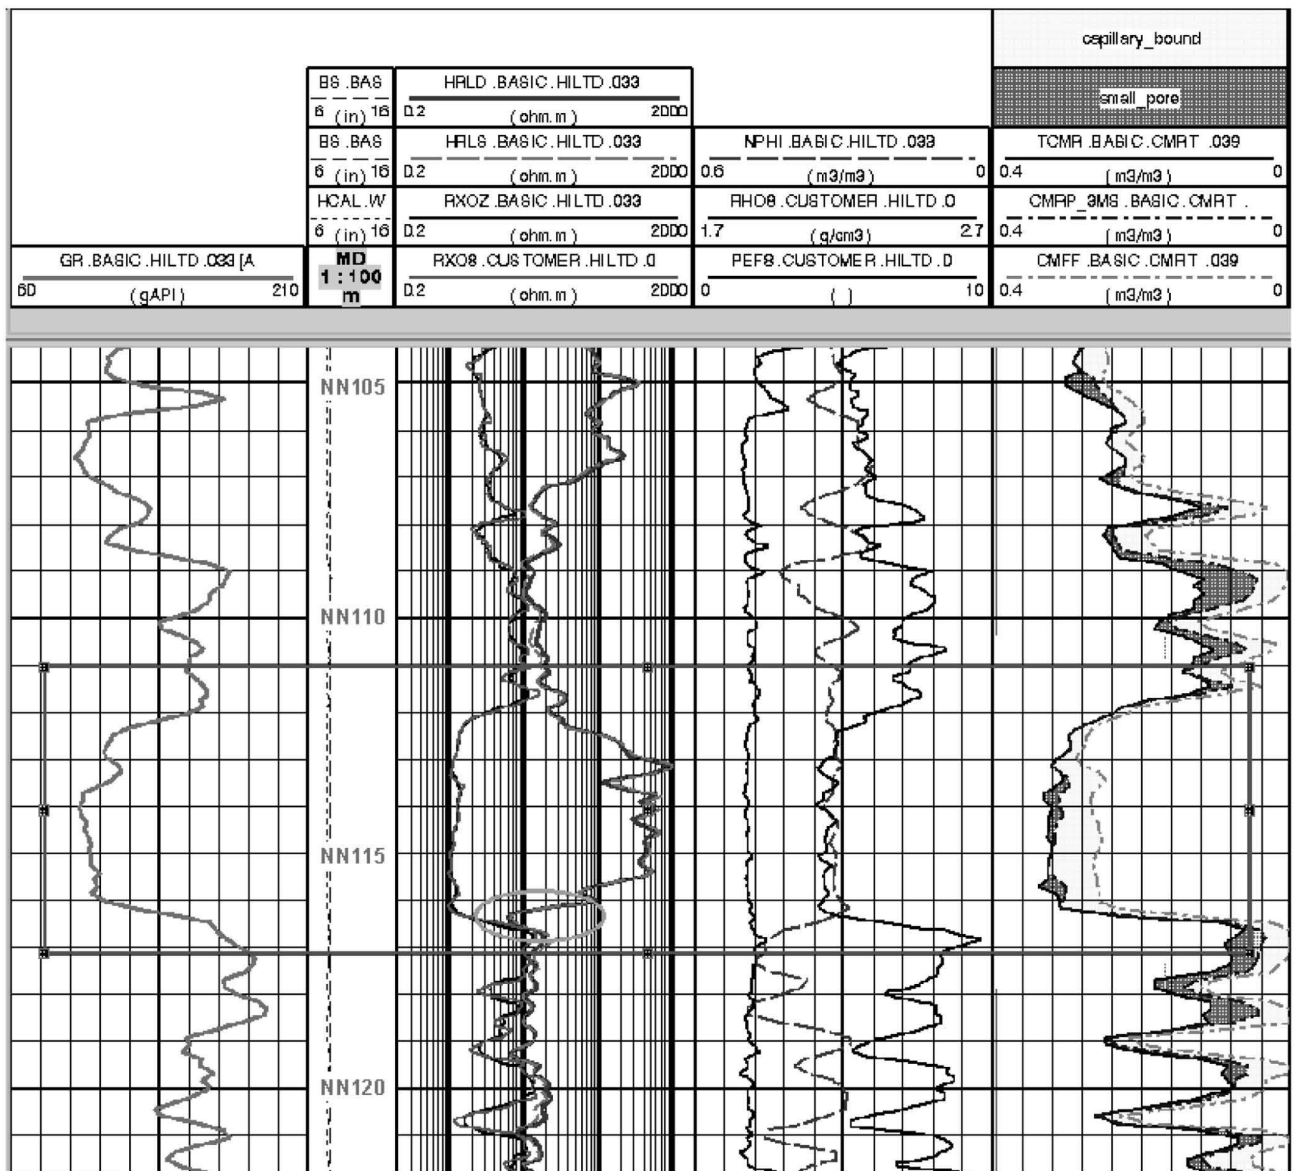 capillary_bound
BS .BAS
HRLD .BASIC.HILTD .033
small_pore
6 (in) 16
0.2 (ohm.m) 2000
BS .BAS
HRLS .BASIC.HILTD .033
NPHI .BASIC.HILTD .033
TCMR .BASIC.CMRT .039
6 (in) 16
0.2 (ohm.m) 2000
0.6 (m3/m3) 0
0.4 (m3/m3) 0
HCAL .W
RXOZ .BASIC.HILTD .033
RHO8 .CUSTOMER .HILTD .0
CMRP_3MS .BASIC.CMRT .
6 (in) 16
0.2 (ohm.m) 2000
1.7 (g/cm3) 2.7
0.4 (m3/m3) 0
GR .BASIC.HILTD .033 [A
MD
RXO8 .CUSTOMER .HILTD .0
PEF8 .CUSTOMER .HILTD .0
CMFF .BASIC.CMRT .039
60 (gAPI) 210
1:100
m
0.2 (ohm.m) 2000
0 ( ) 10
0.4 (m3/m3) 0
NN105
NN110
NN115
NN120